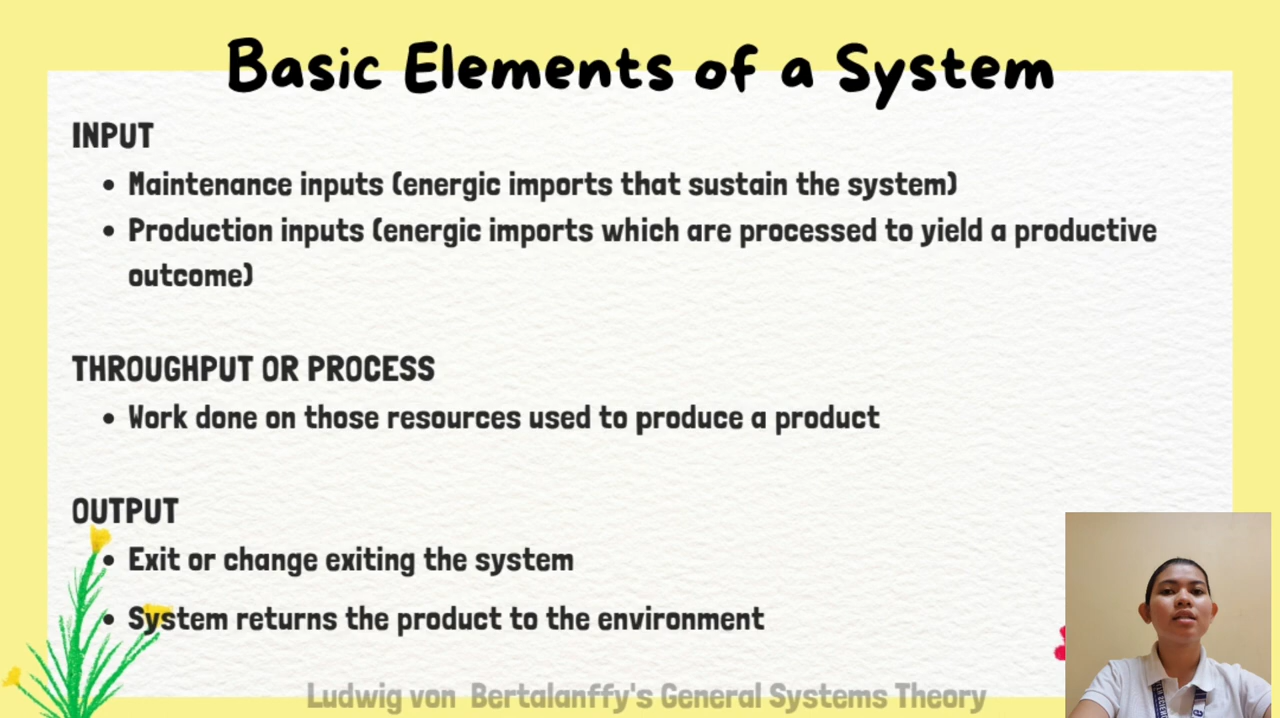 Basic Elements of a System
INPUT
• Maintenance inputs (energic imports that sustain the system)
• Production inputs (energic imports which are processed to yield a productive
outcome)
THROUGHPUT OR PROCESS
• Work done on those resources used to produce a product
OUTPUT
• Exit or change exiting the system
• System returns the product to the environment
Ludwig von Bertalanffy's General Systems Theory